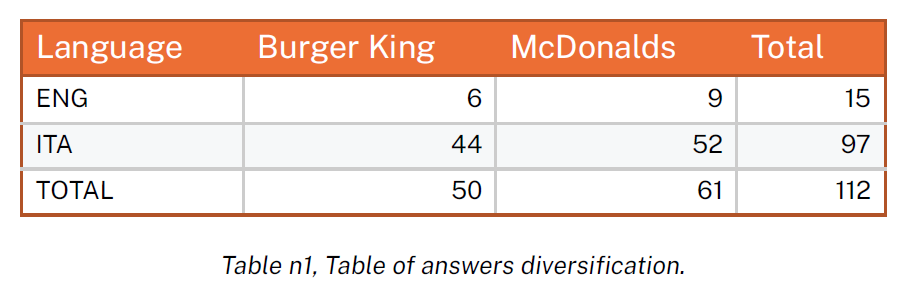 Language Burger King McDonalds Total
ENG 6 9 15
ITA 44 52 97
TOTAL 50 61 112
Table n1, Table of answers diversification.